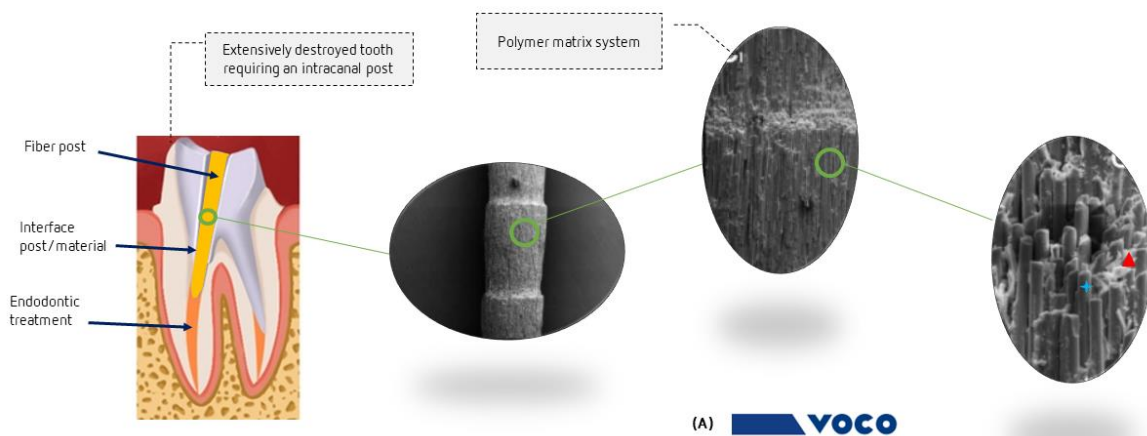 Extensively destroyed tooth
requiring an intracanal post
Polymer matrix system
Fiber post
Interface
post/material
Endodontic
treatment
(A) VOCO